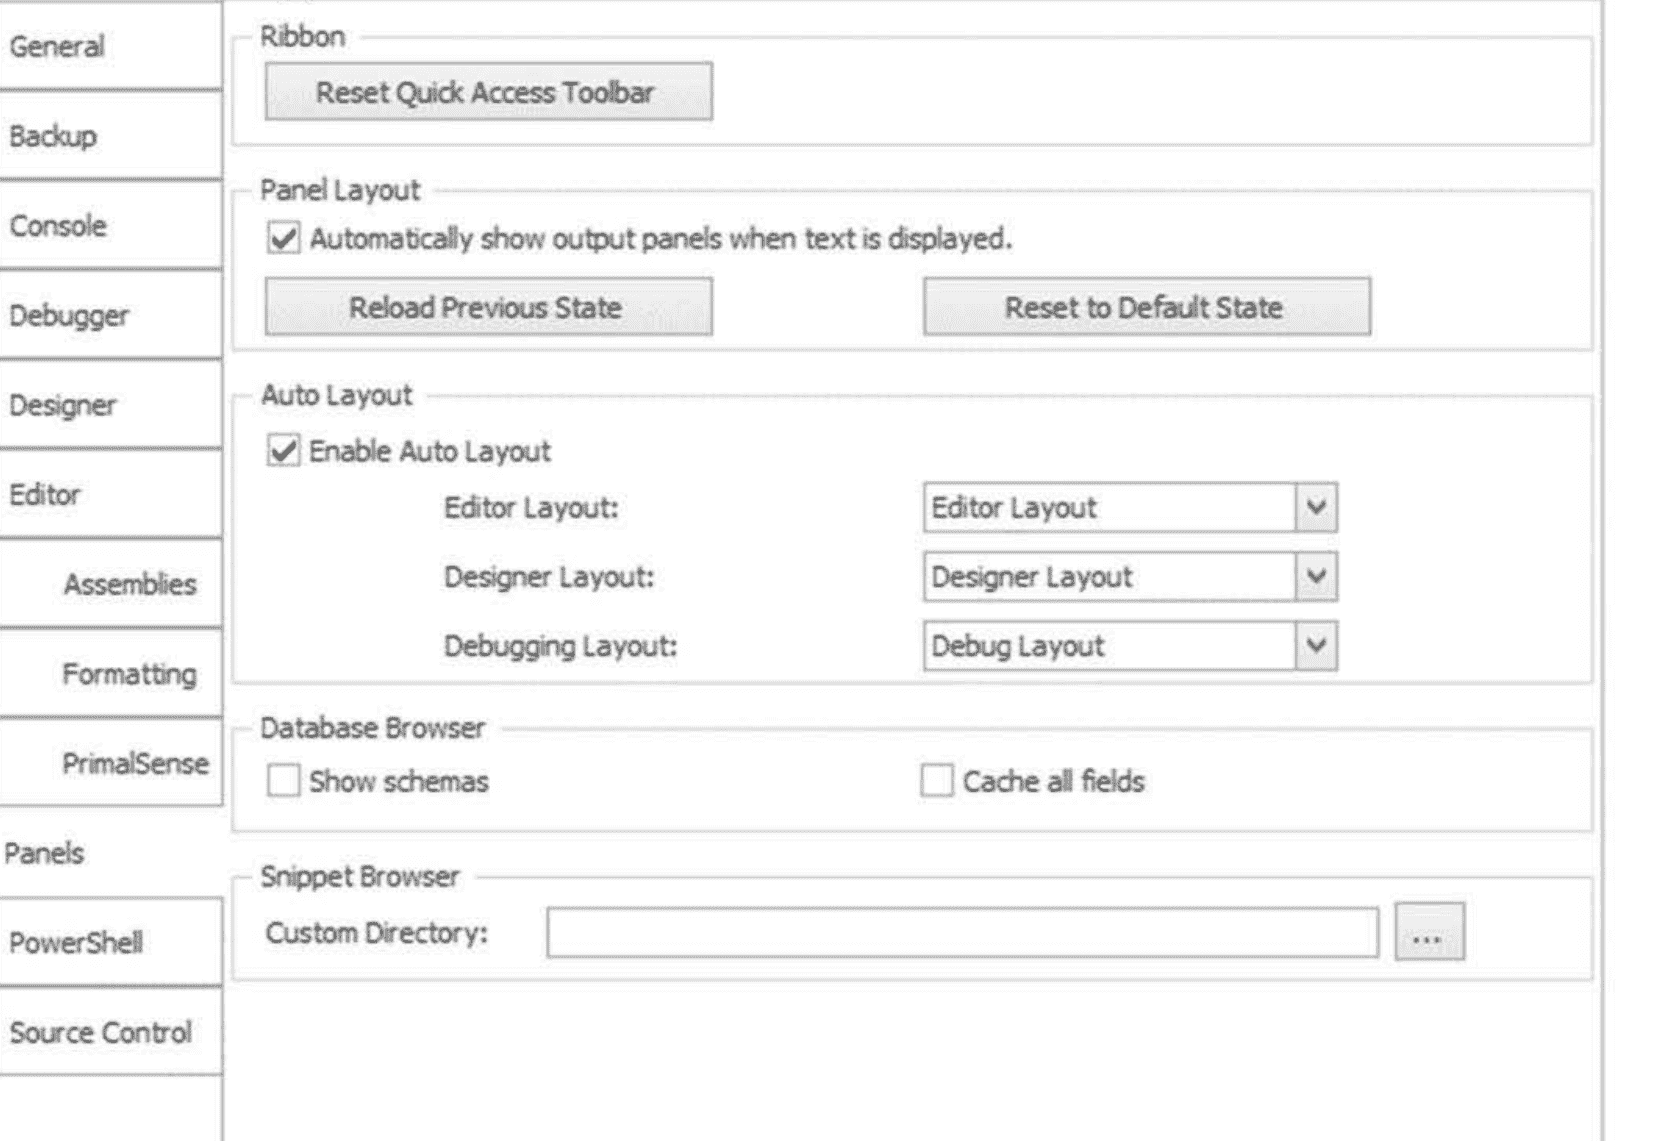 General
Backup
Console
Debugger
Designer
Editor
Assemblies
Formatting
PrimalSense
Panels
PowerShell
Source Control
Ribbon
Reset Quick Access Toolbar
Panel Layout
Automatically show output panels when text is displayed.
Reload Previous State Reset to Default State
Auto Layout
Enable Auto Layout
Editor Layout: Editor Layout
Designer Layout: Designer Layout
Debugging Layout: Debug Layout
Database Browser
Show schemas Cache all fields
Snippet Browser
Custom Directory: ...